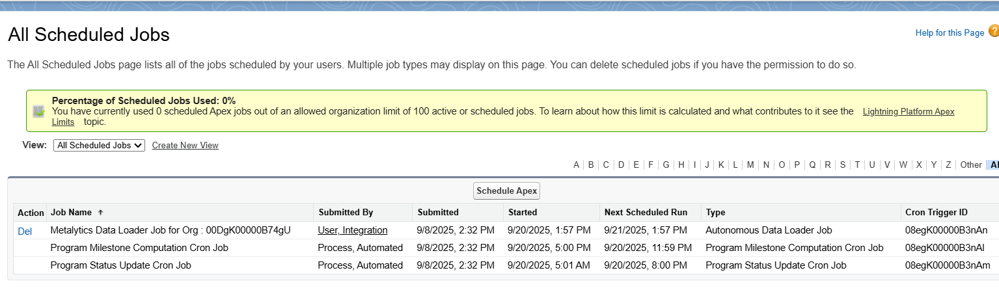 All Scheduled Jobs
Help for this Page ?
The All Scheduled Jobs page lists all of the jobs scheduled by your users. Multiple job types may display on this page. You can delete scheduled jobs if you have the permission to do so.
Percentage of Scheduled Jobs Used: 0%
You have currently used 0 scheduled Apex jobs out of an allowed organization limit of 100 active or scheduled jobs. To learn about how this limit is calculated and what contributes to it see the Lightning Platform Apex
Limits topic.
View: All Scheduled Jobs Create New View
A B C D E F G H I J K L M N O P Q R S T U V W X Y Z Other
Schedule Apex
Action Job Name Submitted By Submitted Started Next Scheduled Run Type Cron Trigger ID
Del Metalytics Data Loader Job for Org : 00DgK00000B74gU User, Integration 9/8/2025, 2:32 PM 9/20/2025, 1:57 PM 9/21/2025, 1:57 PM Autonomous Data Loader Job 08egK00000B3nAn
Program Milestone Computation Cron Job Process, Automated 9/8/2025, 2:32 PM 9/20/2025, 5:00 PM 9/20/2025, 11:59 PM Program Milestone Computation Cron Job 08egK00000B3nAl
Program Status Update Cron Job Process, Automated 9/8/2025, 2:32 PM 9/20/2025, 5:01 AM 9/20/2025, 8:00 PM Program Status Update Cron Job 08egK00000B3nAm